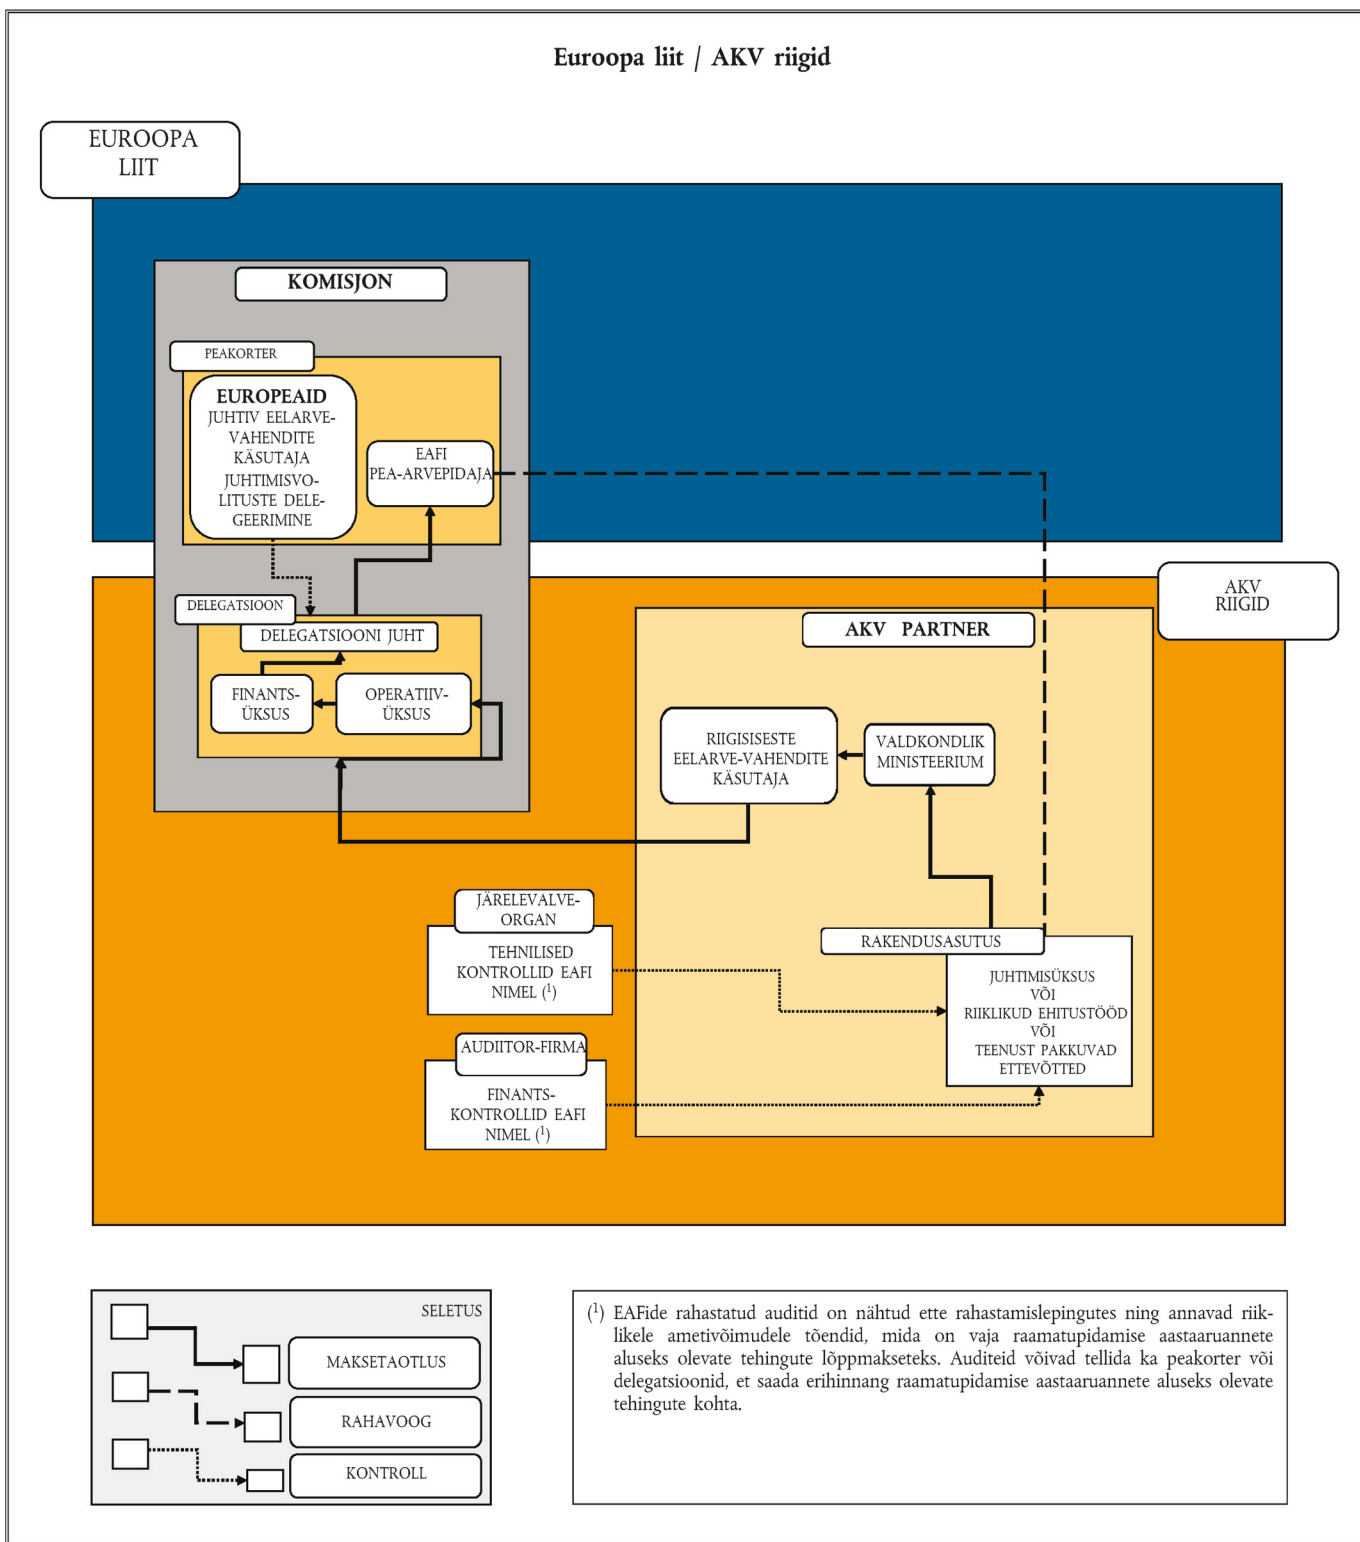 Euroopa liit / AKV riigid
EUROOPA
LIIT
KOMISJON
PEAKORTER
EUROPEAID
JUHTIV EELARVE-
VAHENDITE
KÄSUTAJA
JUHTIMISVO-
LITUSTE DELE-
GEERIMINE
EAFI
PEA-ARVEPIDAJA
AKV
RIIGID
DELEGATSIOON
DELEGATSIOONI JUHT
FINANTS-
ÜKSUS
OPERATIIV-
ÜKSUS
AKV PARTNER
RIIGISISESTE
EELARVE-VAHENDITE
KÄSUTAJA
VALDKONDLIK
MINISTEERIUM
JÄRELEVALVE-
ORGAN
TEHNILISED
KONTROLLID EAFI
NIMEL (1)
RAKENDUSASUTUS
JUHTIMISÜKSUS
VÕI
RIIKLIKUD EHITUSTÖÖD
VÕI
TEENUST PAKKUVAD
ETTEVÕTTED
AUDIITOR-FIRMA
FINANTS-
KONTROLLID EAFI
NIMEL (1)
SELETUS
MAKSETAOTLUS
RAHAVOOG
KONTROLL
(1) EAFide rahastatud auditid on nähtud ette rahastamislepingutes ning annavad riik-
likele ametivõimudele tõendid, mida on vaja raamatupidamise aastaaruannete
aluseks olevate tehingute lõppmakseteks. Auditeid võivad tellida ka peakorter või
delegatsioonid, et saada erihinnang raamatupidamise aastaaruannete aluseks olevate
tehingute kohta.